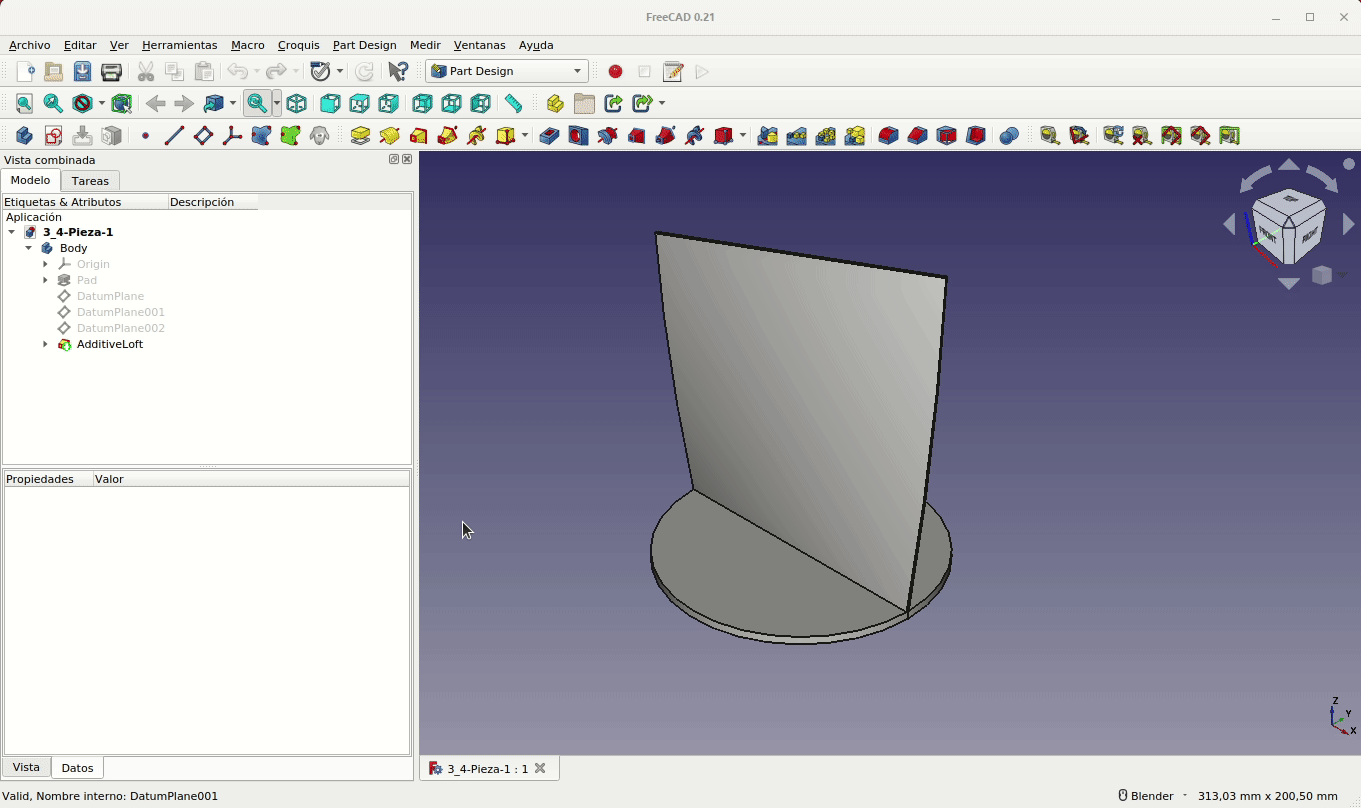 FreeCAD 0.21
Archivo Editar Ver Herramientas Macro Croquis Part Design Medir Ventanas Ayuda
Part Design
Vista combinada
Modelo Tareas
Etiquetas & Atributos Descripción
Aplicación
3_4-Pieza-1
Body
Origin
Pad
DatumPlane
DatumPlane001
DatumPlane002
AdditiveLoft
Propiedades Valor
Vista Datos
Z
Y
X
3_4-Pieza-1 : 1
Valid, Nombre interno: DatumPlane001
Blender 313,03 mm x 200,50 mm